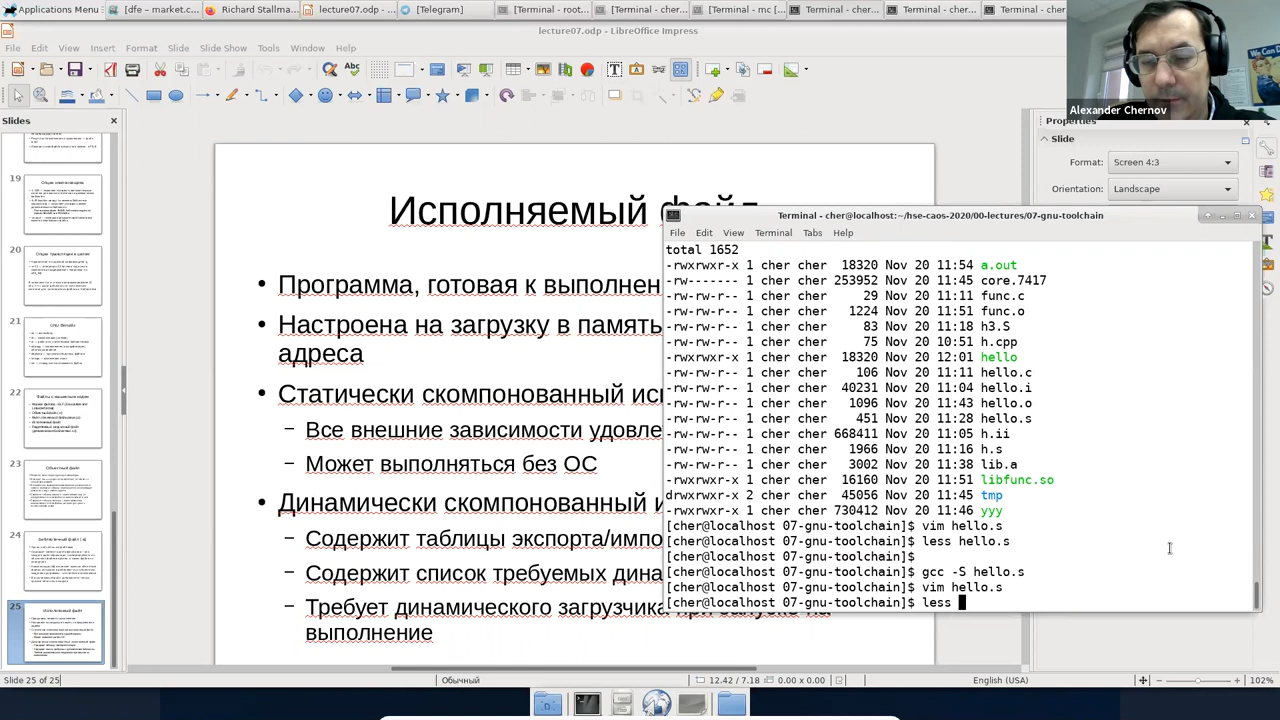 Applications Menu
[dfe – market.c...
Richard Stallma...
lecture07.odp - ...
[Telegram]
[Terminal - root...
[Terminal - cher...
[Terminal - mc [...
Terminal - cher...
Terminal - cher...
Terminal - cher
lecture07.odp - LibreOffice Impress
File Edit View Insert Format Slide Slide Show Tools Window Help
Alexander Chernov
Slides
Properties
Slide
Format: Screen 4:3
Orientation: Landscape
19
20
21
22
23
24
25
Исполняемый файл
• Программа, готовая к выполнен
• Настроена на загрузку в память
адреса
• Статически скомпонованный исп
– Все внешние зависимости удовле
– Может выполняться без ОС
• Динамически скомпонованный и
– Содержит таблицы экспорта/импо
– Содержит список требуемых дина
– Требует динамического загрузчика при запуске на
выполнение
Terminal - cher@localhost:~/hse-caos-2020/00-lectures/07-gnu-toolchain
File Edit View Terminal Tabs Help
total 1652
-rwxrwxr-x 1 cher cher 18320 Nov 20 11:54 a.out
-rw------- 1 cher cher 253952 Nov 20 11:45 core.7417
-rw-rw-r-- 1 cher cher 29 Nov 20 11:11 func.c
-rw-rw-r-- 1 cher cher 1224 Nov 20 11:51 func.o
-rw-rw-r-- 1 cher cher 83 Nov 20 11:18 h3.S
-rw-rw-r-- 1 cher cher 75 Nov 20 10:51 h.cpp
-rwxrwxr-x 1 cher cher 18320 Nov 20 12:01 hello
-rw-rw-r-- 1 cher cher 106 Nov 20 11:11 hello.c
-rw-rw-r-- 1 cher cher 40231 Nov 20 11:04 hello.i
-rw-rw-r-- 1 cher cher 1096 Nov 20 11:43 hello.o
-rw-rw-r-- 1 cher cher 451 Nov 20 11:28 hello.s
-rw-rw-r-- 1 cher cher 668411 Nov 20 11:05 h.ii
-rw-rw-r-- 1 cher cher 1966 Nov 20 11:16 h.s
-rw-rw-r-- 1 cher cher 3002 Nov 20 11:38 lib.a
-rwxrwxr-x 1 cher cher 16160 Nov 20 11:51 libfunc.so
drwxrwxr-x 2 cher cher 45056 Nov 20 11:45 tmp
-rwxrwxr-x 1 cher cher 730412 Nov 20 11:46 yyy
[cher@localhost 07-gnu-toolchain]$ vim hello.s
[cher@localhost 07-gnu-toolchain]$ less hello.s
[cher@localhost 07-gnu-toolchain]$
[cher@localhost 07-gnu-toolchain]$ gcc -S hello.s
[cher@localhost 07-gnu-toolchain]$ vim hello.s
[cher@localhost 07-gnu-toolchain]$ less
Slide 25 of 25
Обычный
12.42 / 7.18
0.00 x 0.00
English (USA)
102%